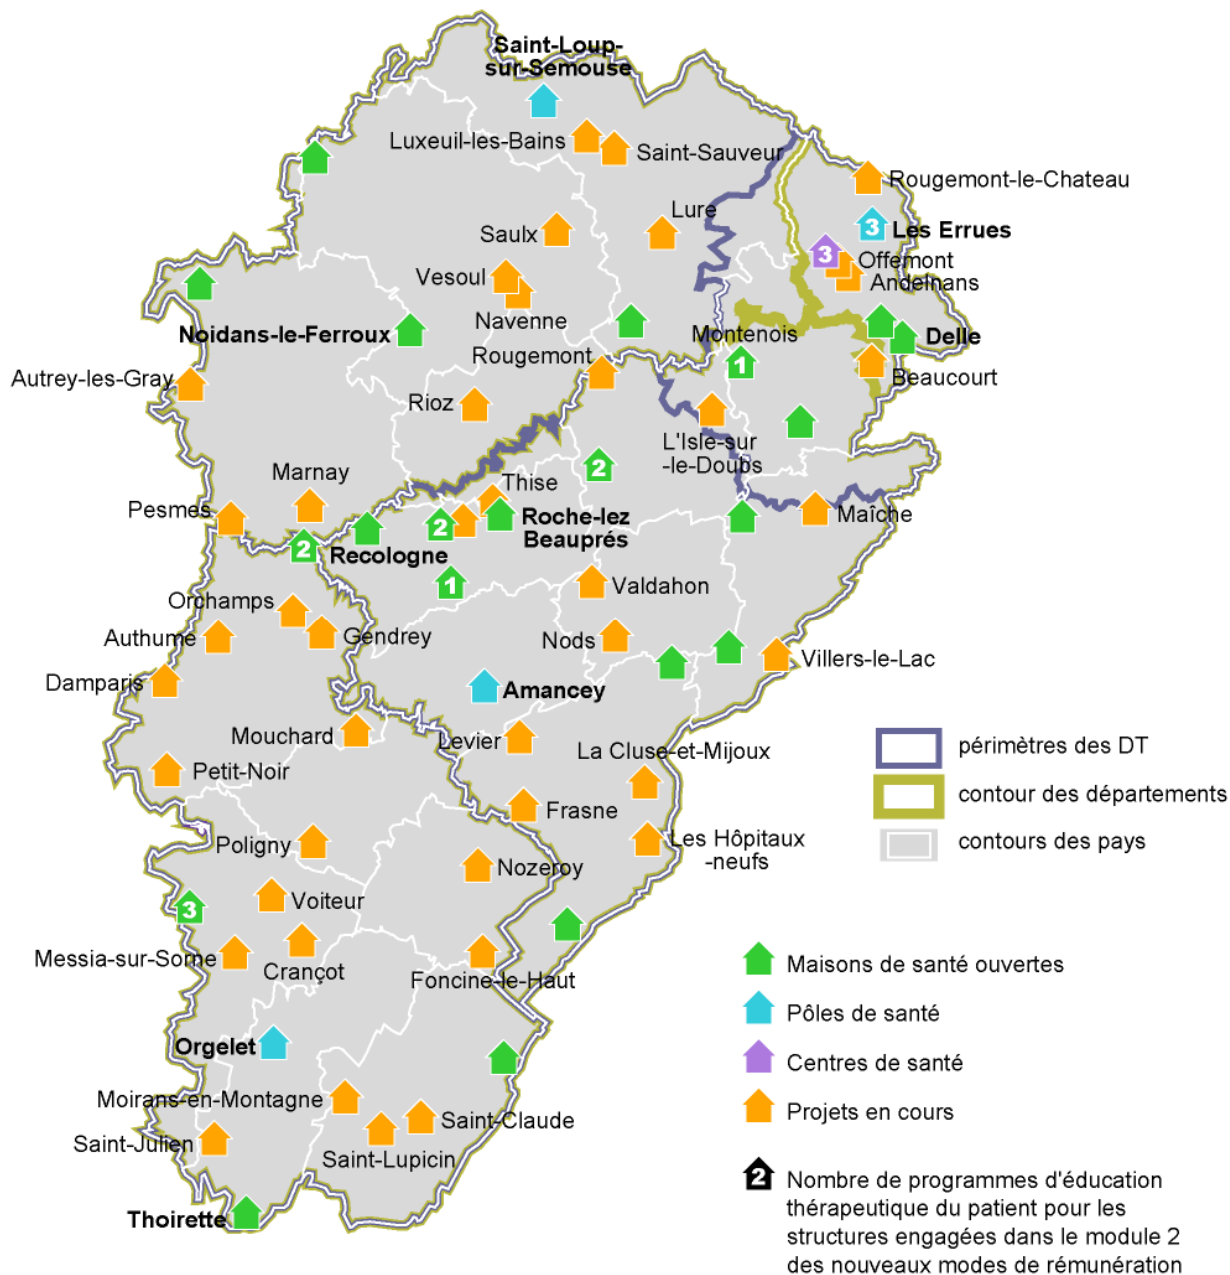 Saint-Loup-
sur-Semouse
Luxeuil-les-Bains
Saint-Sauveur
Rougemont-le-Chateau
Lure
3
Les Errues
Saulx
3
Offemont
Vesoul
Andelnans
Navenne
Noidans-le-Ferroux
Montenois
Delle
Rougemont
1
Autrey-les-Gray
Beaucourt
Rioz
L'Isle-sur
-le-Doubs
2
Marnay
Thise
Pesmes
Maîche
2
Roche-lez
Beauprés
2
Recologne
1
Valdahon
Orchamps
Authume
Gendrey
Nods
Villers-le-Lac
Damparis
Amancey
Mouchard
Levier
La Cluse-et-Mijoux
Petit-Noir
Frasne
Poligny
Les Hôpitaux
-neufs
Nozeroy
Voiteur
3
Messia-sur-Sorne
Crançot
Foncine-le-Haut
Orgelet
Moirans-en-Montagne
Saint-Claude
Saint-Julien
Saint-Lupicin
Thoirette
périmètres des DT
contour des départements
contours des pays
Maisons de santé ouvertes
Pôles de santé
Centres de santé
Projets en cours
2
Nombre de programmes d'éducation
thérapeutique du patient pour les
structures engagées dans le module 2
des nouveaux modes de rémunération